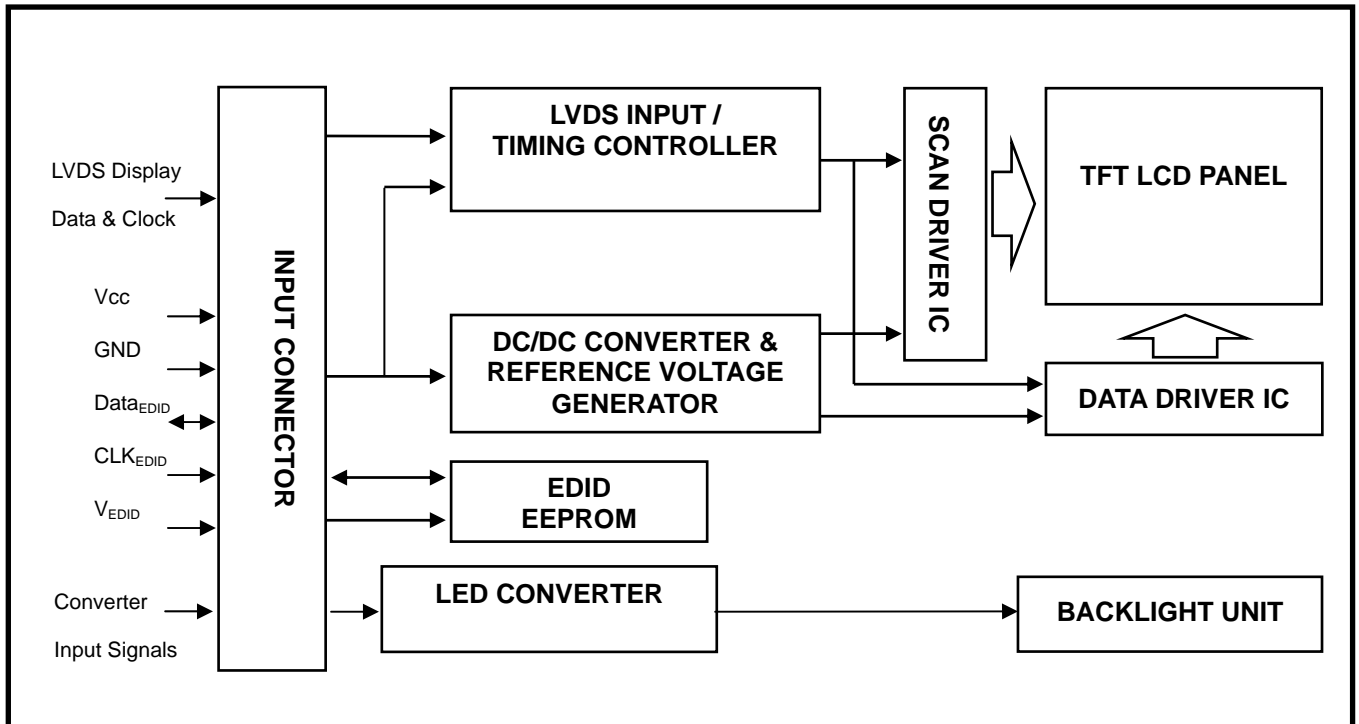 LVDS Display
Data & Clock
Vcc
GND
DataEDID
CLKEDID
VEDID
Converter
Input Signals
INPUT CONNECTOR
LVDS INPUT /
TIMING CONTROLLER
DC/DC CONVERTER &
REFERENCE VOLTAGE
GENERATOR
EDID
EEPROM
LED CONVERTER
SCAN DRIVER IC
TFT LCD PANEL
DATA DRIVER IC
BACKLIGHT UNIT